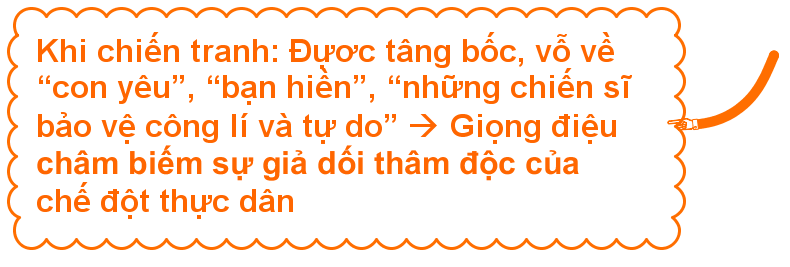 Khi chiến tranh: Đựơc tâng bốc, vỗ về
“con yêu”, “bạn hiền”, “những chiến sĩ
bảo vệ công lí và tự do” → Giọng điệu
châm biếm sự giả dối thâm độc của
chế đột thực dân